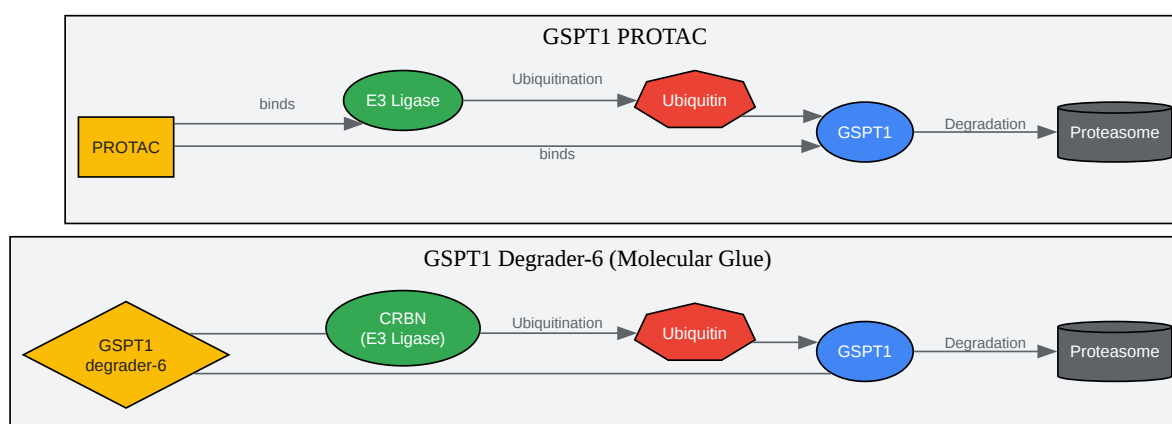 GSPT1 PROTAC
binds
E3 Ligase
Ubiquitination
Ubiquitin
PROTAC
binds
GSPT1
Degradation
Proteasome
GSPT1 Degrader-6 (Molecular Glue)
GSPT1
degrader-6
CRBN
(E3 Ligase)
Ubiquitination
Ubiquitin
GSPT1
Degradation
Proteasome